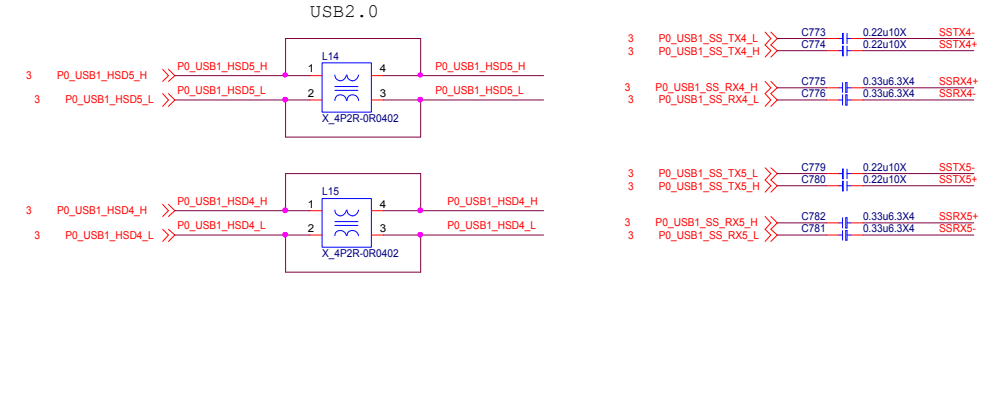 USB2.0
3 P0_USB1_HSD5_H P0_USB1_HSD5_H 1 L14 4 P0_USB1_HSD5_H
3 P0_USB1_HSD5_L P0_USB1_HSD5_L 2 3 P0_USB1_HSD5_L
X_4P2R-0R0402
3 P0_USB1_HSD4_H P0_USB1_HSD4_H 1 L15 4 P0_USB1_HSD4_H
3 P0_USB1_HSD4_L P0_USB1_HSD4_L 2 3 P0_USB1_HSD4_L
X_4P2R-0R0402
3 P0_USB1_SS_TX4_L C773 0.22u10X SSTX4-
3 P0_USB1_SS_TX4_H C774 0.22u10X SSTX4+
3 P0_USB1_SS_RX4_H C775 0.33u6.3X4 SSRX4+
3 P0_USB1_SS_RX4_L C776 0.33u6.3X4 SSRX4-
3 P0_USB1_SS_TX5_L C779 0.22u10X SSTX5-
3 P0_USB1_SS_TX5_H C780 0.22u10X SSTX5+
3 P0_USB1_SS_RX5_H C782 0.33u6.3X4 SSRX5+
3 P0_USB1_SS_RX5_L C781 0.33u6.3X4 SSRX5-